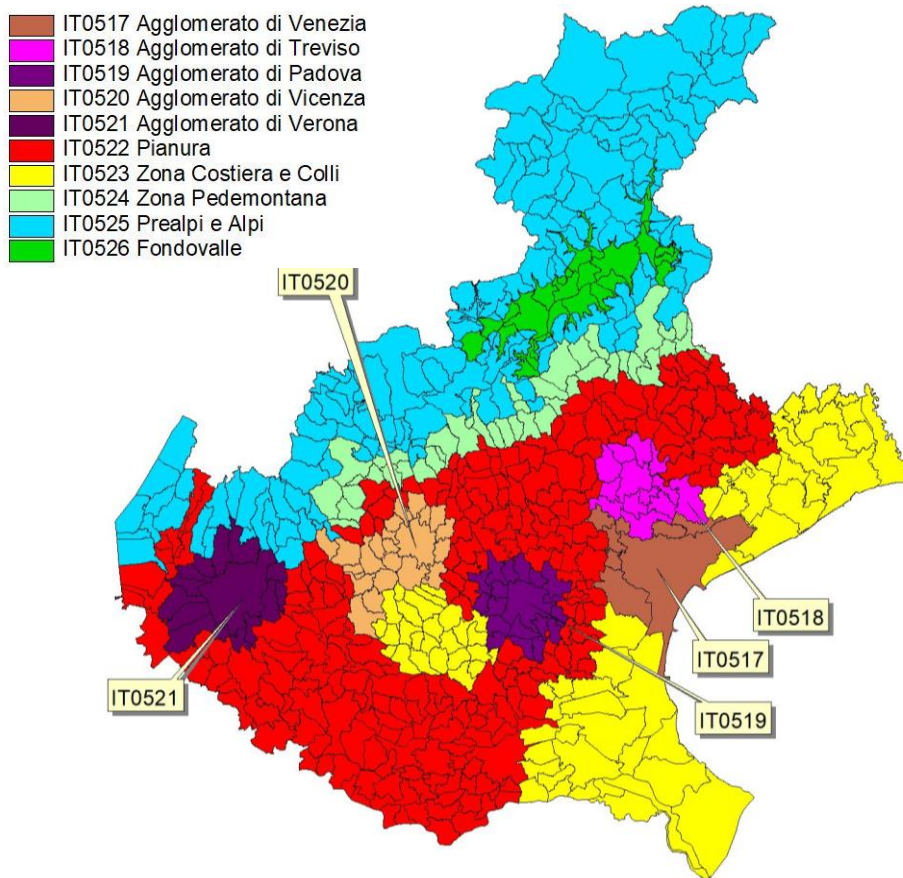 IT0517 Agglomerato di Venezia
IT0518 Agglomerato di Treviso
IT0519 Agglomerato di Padova
IT0520 Agglomerato di Vicenza
IT0521 Agglomerato di Verona
IT0522 Pianura
IT0523 Zona Costiera e Colli
IT0524 Zona Pedemontana
IT0525 Prealpi e Alpi
IT0526 Fondovalle
IT0520
IT0518
IT0517
IT0521
IT0519